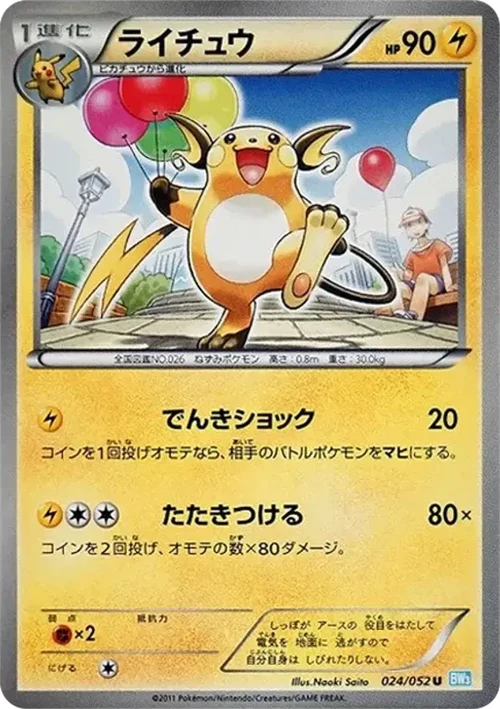 1進化
ライチュウ
HP90
ピカチュウから進化
全国図鑑NO.026 ねずみポケモン 高さ:0.8m 重さ:30.0kg
でんきショック 20
コインを1回投げオモテなら、相手のバトルポケモンをマヒにする。
たたきつける 80×
コインを2回投げ、オモテの数×80ダメージ。
弱点 抵抗力
×2
にげる
しっぽが アースの 役目をはたして
電気を 地面に 逃がすので
自分自身は しびれたりしない。
Illus.Naoki Saito 024/052 U BW3
©2011 Pokémon/Nintendo/Creatures/GAME FREAK.